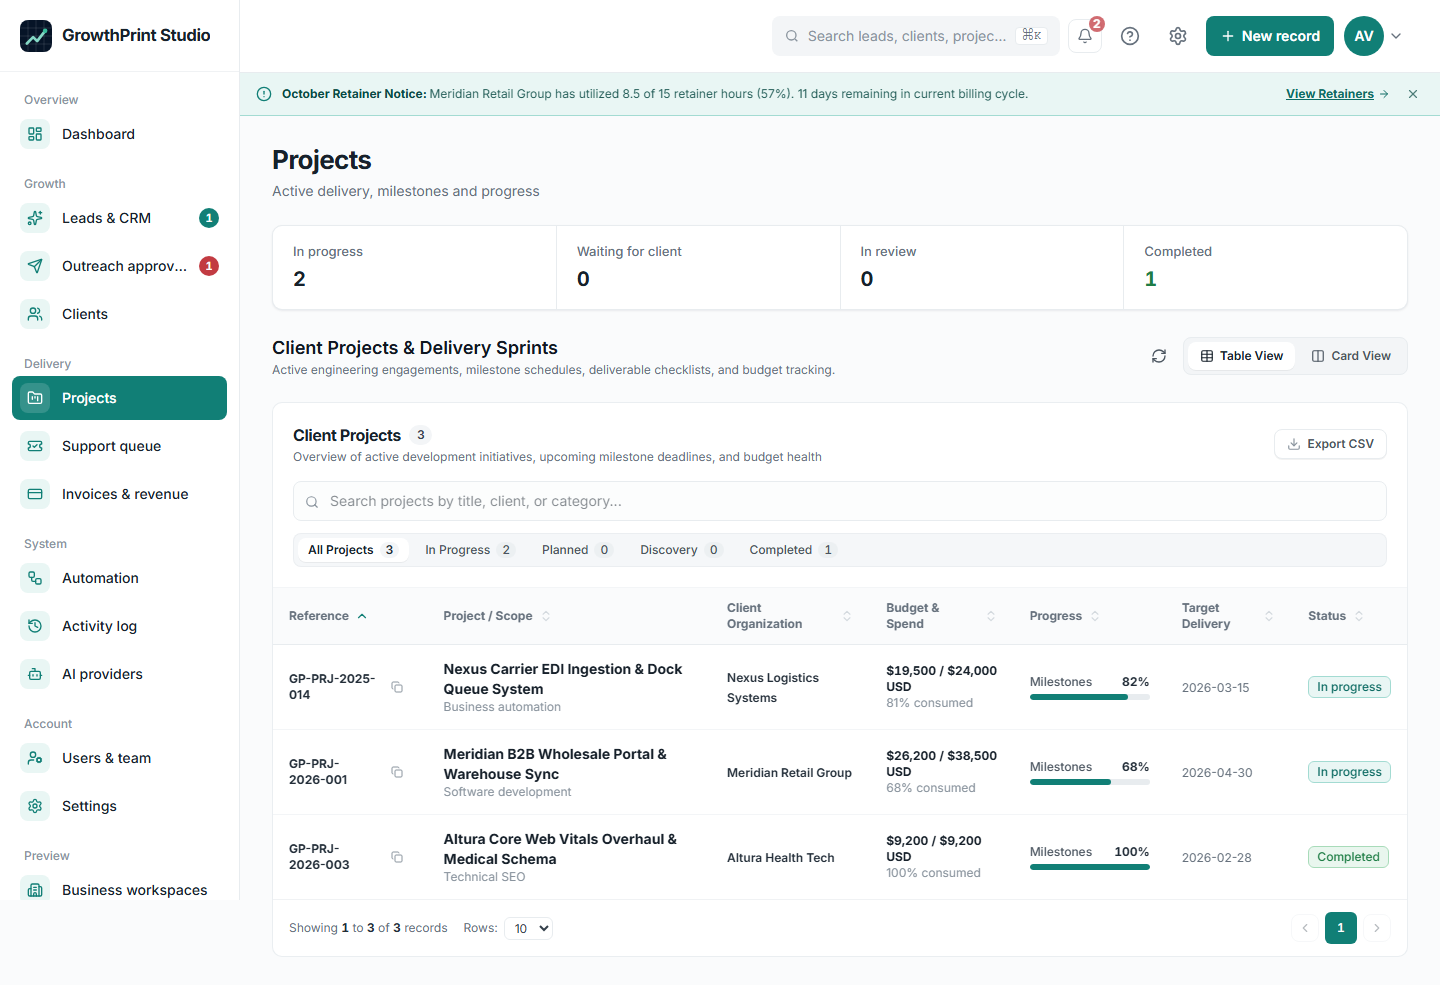 GrowthPrint Studio
Search leads, clients, projec... ⌘K
2
+ New record
AV
October Retainer Notice: Meridian Retail Group has utilized 8.5 of 15 retainer hours (57%). 11 days remaining in current billing cycle.
View Retainers →
Overview
Dashboard
Growth
Leads & CRM 1
Outreach approv... 1
Clients
Delivery
Projects
Support queue
Invoices & revenue
System
Automation
Activity log
AI providers
Account
Users & team
Settings
Preview
Business workspaces
Projects
Active delivery, milestones and progress
In progress
2
Waiting for client
0
In review
0
Completed
1
Client Projects & Delivery Sprints
Active engineering engagements, milestone schedules, deliverable checklists, and budget tracking.
Table View
Card View
Client Projects 3
Overview of active development initiatives, upcoming milestone deadlines, and budget health
Export CSV
Search projects by title, client, or category...
All Projects 3
In Progress 2
Planned 0
Discovery 0
Completed 1
Reference
Project / Scope
Client
Organization
Budget &
Spend
Progress
Target
Delivery
Status
GP-PRJ-2025-
014
Nexus Carrier EDI Ingestion & Dock
Queue System
Business automation
Nexus Logistics
Systems
$19,500 / $24,000
USD
81% consumed
Milestones 82%
2026-03-15
In progress
GP-PRJ-
2026-001
Meridian B2B Wholesale Portal &
Warehouse Sync
Software development
Meridian Retail Group
$26,200 / $38,500
USD
68% consumed
Milestones 68%
2026-04-30
In progress
GP-PRJ-
2026-003
Altura Core Web Vitals Overhaul &
Medical Schema
Technical SEO
Altura Health Tech
$9,200 / $9,200
USD
100% consumed
Milestones 100%
2026-02-28
Completed
Showing 1 to 3 of 3 records
Rows: 10
1